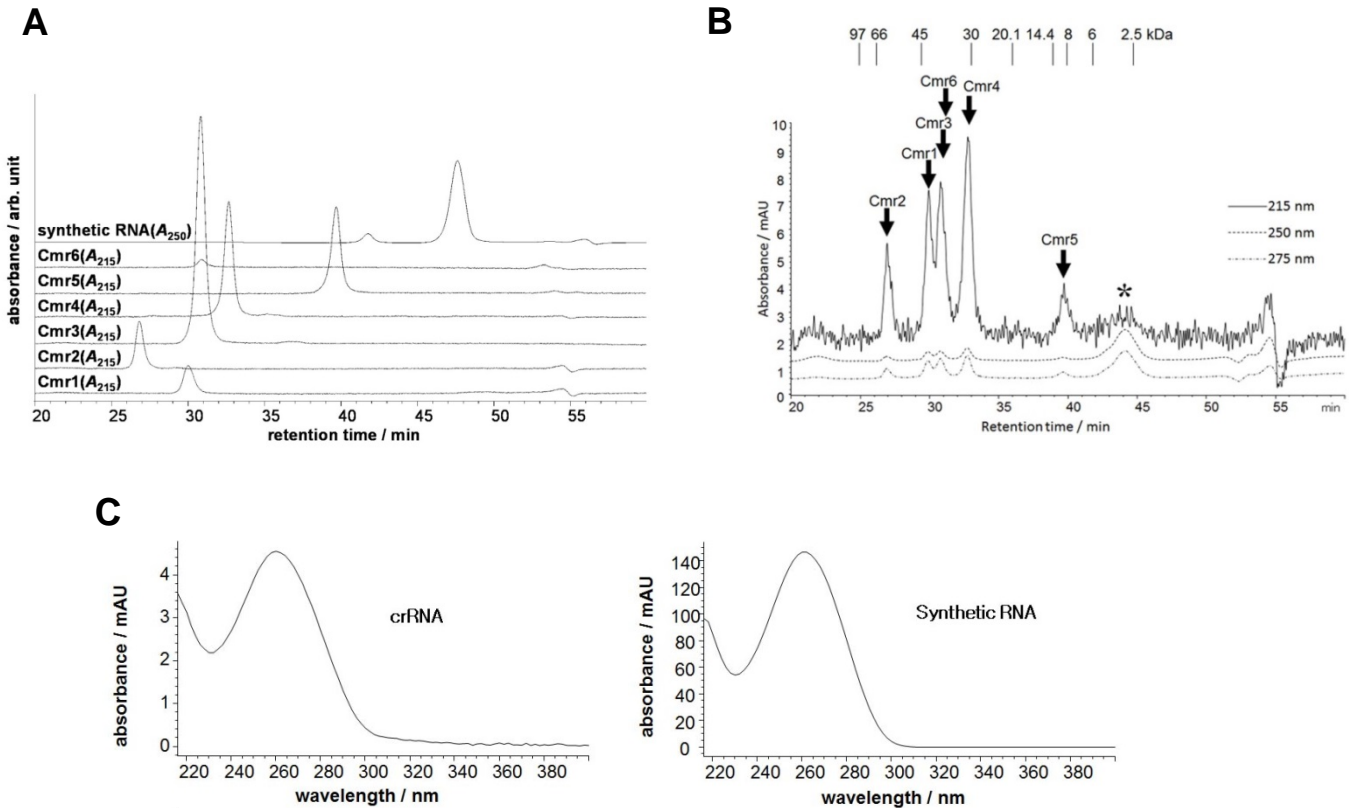 A
absorbance / arb. unit
synthetic RNA(A250)
Cmr6(A215)
Cmr5(A215)
Cmr4(A215)
Cmr3(A215)
Cmr2(A215)
Cmr1(A215)
20 25 30 35 40 45 50 55
retention time / min
B
97 66 45 30 20.1 14.4 8 6 2.5 kDa
Cmr6
Cmr4
Cmr3
Cmr1
Cmr2
Cmr5
*
Absorbance / mAU
10
9
8
7
6
5
4
3
2
1
0
215 nm
250 nm
275 nm
20 25 30 35 40 45 50 55 min
Retention time / min
C
absorbance / mAU
4
3
2
1
0
crRNA
220 240 260 280 300 320 340 360 380
wavelength / nm
absorbance / mAU
140
120
100
80
60
40
20
0
Synthetic RNA
220 240 260 280 300 320 340 360 380
wavelength / nm